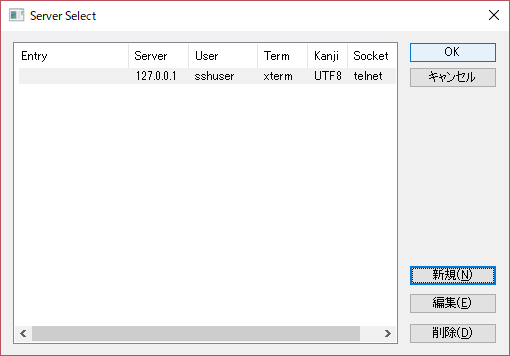 Server Select
Entry Server User Term Kanji Socket
127.0.0.1 sshuser xterm UTF8 telnet
OK
キャンセル
新規(N)
編集(E)
削除(D)